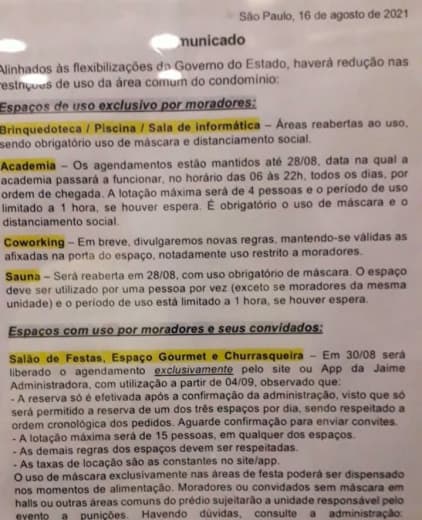 São Paulo, 16 de agosto de 2021
municado
Alinhados às flexibilizações do Governo do Estado, haverá redução nas
restrições de uso da área comum do condomínio:
Espaços de uso exclusivo por moradores:
Brinquedoteca / Piscina / Sala de informática – Áreas reabertas ao uso,
sendo obrigatório uso de máscara e distanciamento social.
Academia – Os agendamentos estão mantidos até 28/08, data na qual a
academia passará a funcionar, no horário das 06 às 22h, todos os dias, por
ordem de chegada. A lotação máxima será de 4 pessoas e o período de uso
limitado a 1 hora, se houver espera. É obrigatório o uso de máscara e o
distanciamento social.
Coworking – Em breve, divulgaremos novas regras, mantendo-se válidas as
afixadas na porta do espaço, notadamente uso restrito a moradores.
Sauna – Será reaberta em 28/08, com uso obrigatório de máscara. O espaço
deve ser utilizado por uma pessoa por vez (exceto se moradores da mesma
unidade) e o período de uso está limitado a 1 hora, se houver espera.
Espaços com uso por moradores e seus convidados:
Salão de Festas, Espaço Gourmet e Churrasqueira – Em 30/08 será
liberado o agendamento exclusivamente pelo site ou App da Jaime
Administradora, com utilização a partir de 04/09, observado que:
- A reserva só é efetivada após a confirmação da administração, visto que só
será permitido a reserva de um dos três espaços por dia, sendo respeitado a
ordem cronológica dos pedidos. Aguarde confirmação para enviar convites.
- A lotação máxima será de 15 pessoas, em qualquer dos espaços.
- As demais regras dos espaços devem ser respeitadas.
- As taxas de locação são as constantes no site/app.
O uso de máscara exclusivamente nas áreas de festa poderá ser dispensado
nos momentos de alimentação. Moradores ou convidados sem máscara em
halls ou outras áreas comuns do prédio sujeitarão a unidade responsável pelo
evento a punições. Havendo dúvidas, consulte a administração: